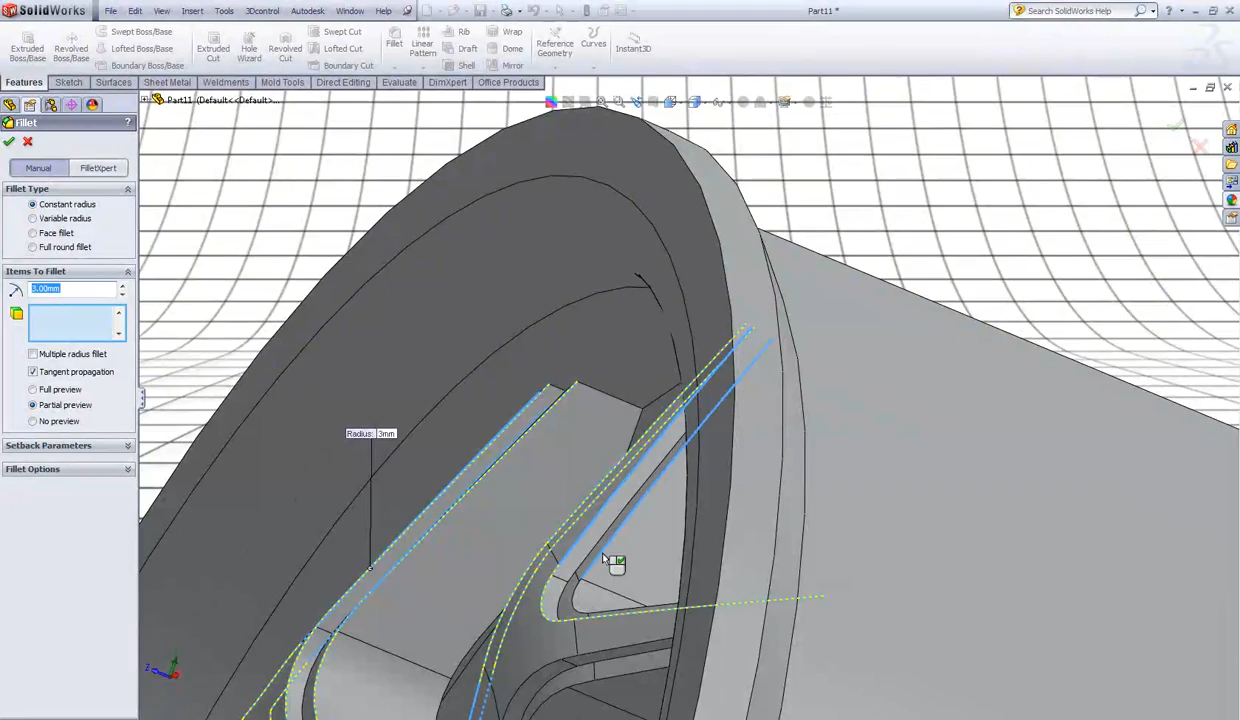 SolidWorks File Edit View Insert Tools 3Dcontrol Autodesk Window Help Part11 * Search SolidWorks Help
Extruded Boss/Base Revolved Boss/Base Swept Boss/Base Lofted Boss/Base Boundary Boss/Base Extruded Cut Hole Wizard Revolved Cut Swept Cut Lofted Cut Boundary Cut Fillet Linear Pattern Rib Draft Shell Wrap Dome Mirror Reference Geometry Curves Instant3D
Features Sketch Surfaces Sheet Metal Weldments Mold Tools Direct Editing Evaluate DimXpert Office Products
Part11 (Default<<Default>...
Fillet ?
Manual FilletXpert
Fillet Type
Constant radius
Variable radius
Face fillet
Full round fillet
Items To Fillet
3.00mm
Multiple radius fillet
Tangent propagation
Full preview
Partial preview
No preview
Radius: 3mm
Setback Parameters
Fillet Options
Z